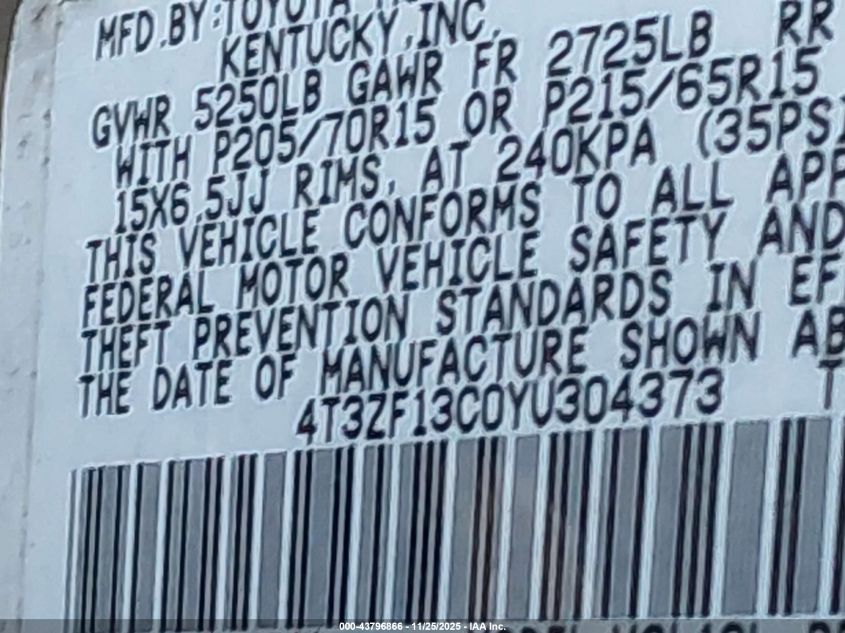 MFD.BY:TOYOTA
KENTUCKY,INC.
GVWR 5250LB GAWR FR 2725LB RR
WITH P205/70R15 OR P215/65R15
15X6.5JJ RIMS, AT 240KPA (35PSI
THIS VEHICLE CONFORMS TO ALL APP
FEDERAL MOTOR VEHICLE SAFETY AND
THEFT PREVENTION STANDARDS IN EF
THE DATE OF MANUFACTURE SHOWN AB
4T3ZF13C0YU304373 T
000-43796866 - 11/25/2025 - IAA Inc.